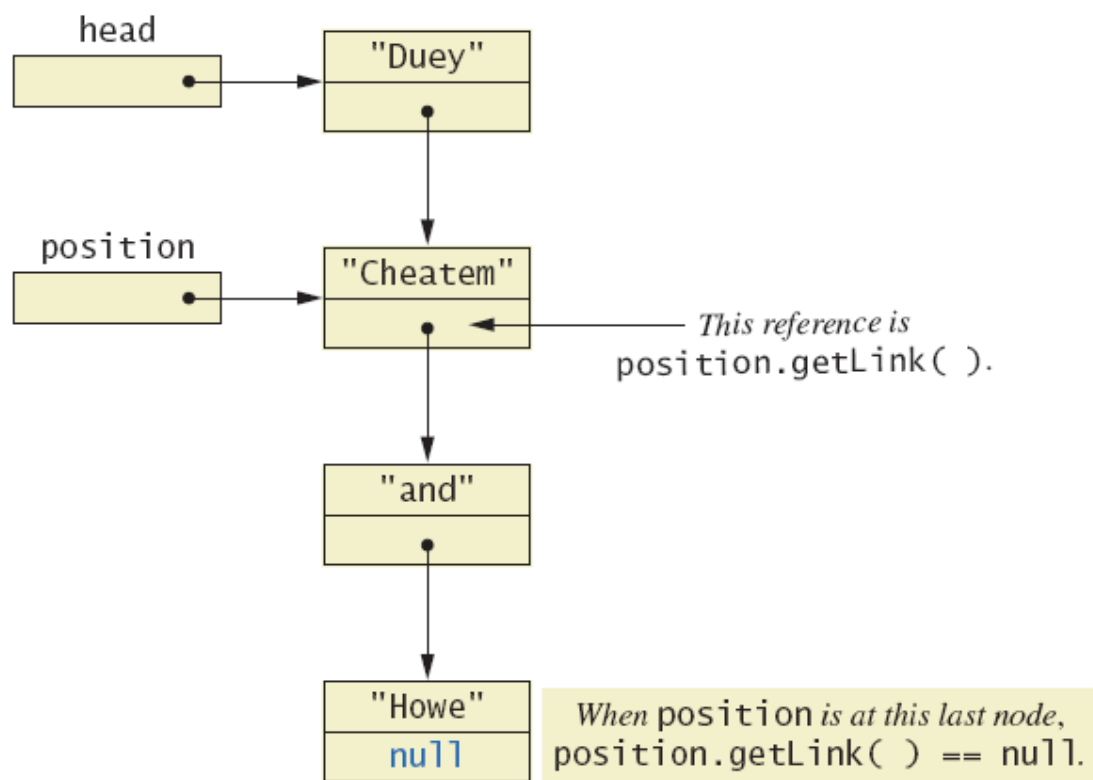 head
"Duey"
position
"Cheatem"
This reference is
position.getLink( ).
"and"
"Howe"
null
When position is at this last node,
position.getLink( ) == null.